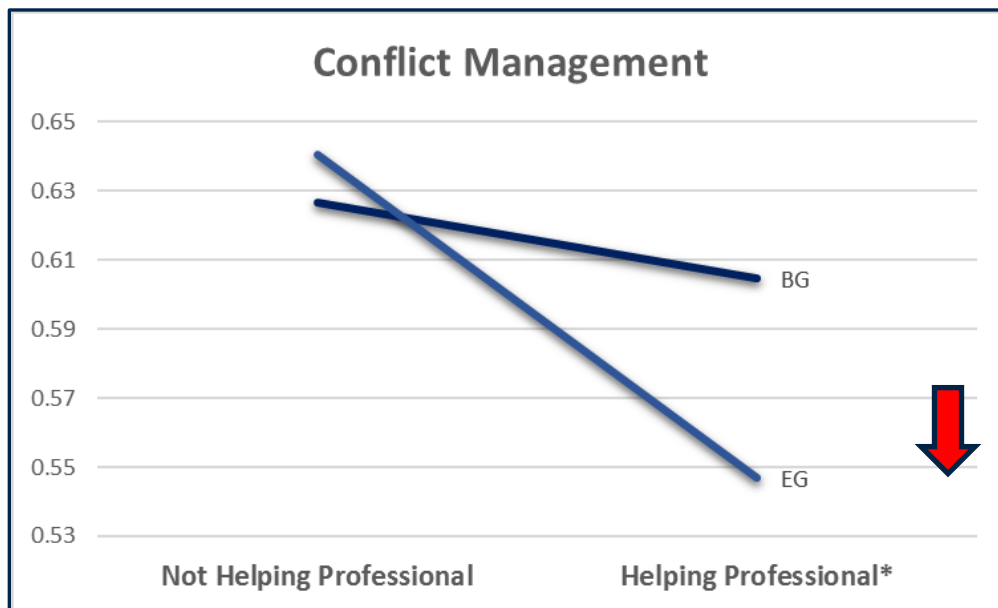 Conflict Management
0.65
0.63
0.61
BG
0.59
0.57
0.55
EG
0.53
Not Helping Professional
Helping Professional*